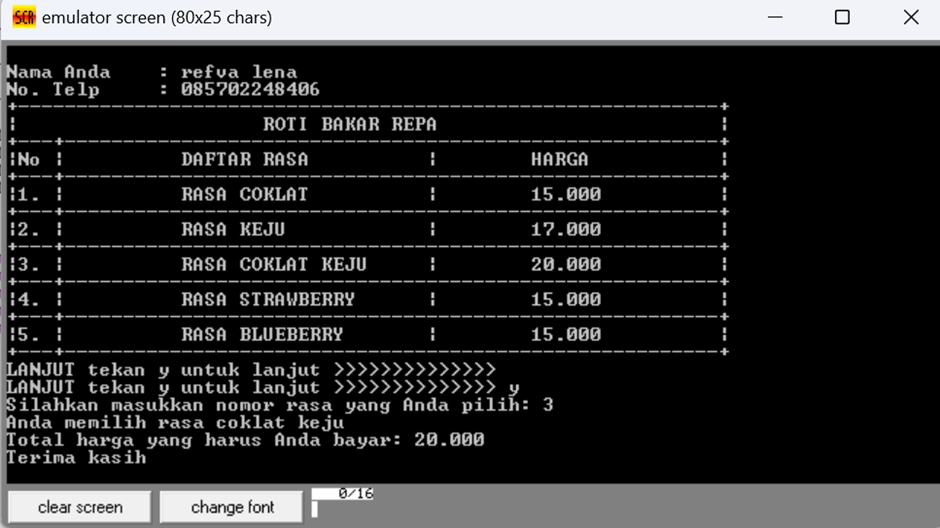 SCR emulator screen (80x25 chars)
Nama Anda : refva lena
No. Telp : 085702248406
+-------------------------------------------------------------+
¦ ROTI BAKAR REPA ¦
+---+---------------------------------------------------------+
¦No ¦ DAFTAR RASA ¦ HARGA ¦
+---+---------------------------------------------------------+
¦1. ¦ RASA COKLAT ¦ 15.000 ¦
+---+---------------------------------------------------------+
¦2. ¦ RASA KEJU ¦ 17.000 ¦
+---+---------------------------------------------------------+
¦3. ¦ RASA COKLAT KEJU ¦ 20.000 ¦
+---+---------------------------------------------------------+
¦4. ¦ RASA STRAWBERRY ¦ 15.000 ¦
+---+---------------------------------------------------------+
¦5. ¦ RASA BLUEBERRY ¦ 15.000 ¦
+---+---------------------------------------------------------+
LANJUT tekan y untuk lanjut >>>>>>>>>>>>>>
LANJUT tekan y untuk lanjut >>>>>>>>>>>>>> y
Silahkan masukkan nomor rasa yang Anda pilih: 3
Anda memilih rasa coklat keju
Total harga yang harus Anda bayar: 20.000
Terima kasih
clear screen change font 0/16